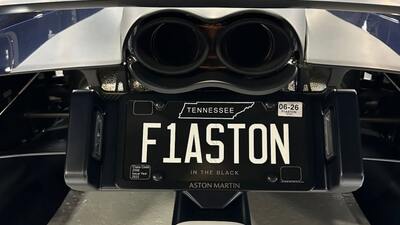 TENNESSEE
06-26
F1ASTON
IN THE BLACK
ASTON MARTIN